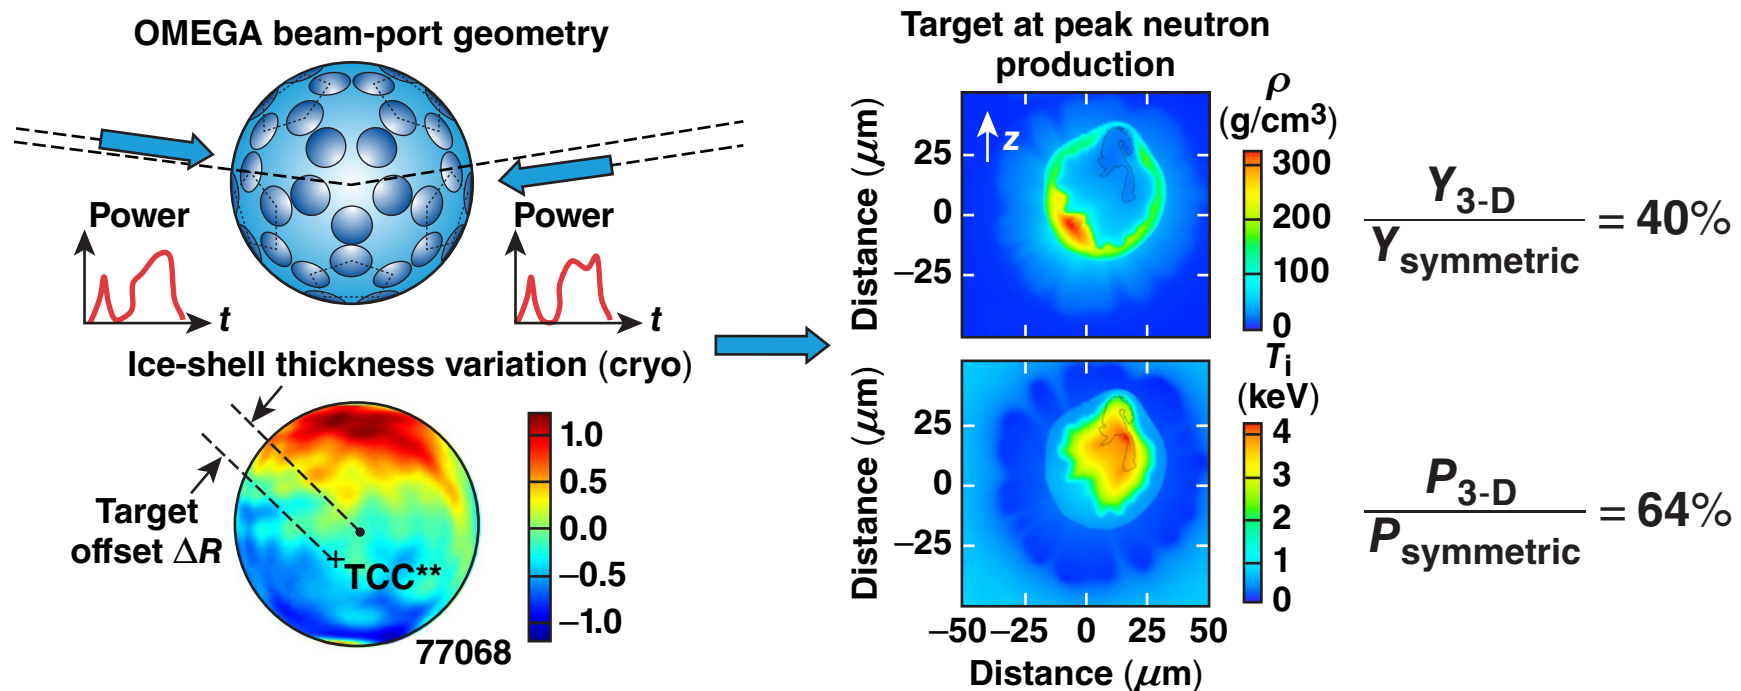 OMEGA beam-port geometry
Power
t
Power
t
Ice-shell thickness variation (cryo)
Target
offset ΔR
TCC**
77068
1.0
0.5
0.0
−0.5
−1.0
Target at peak neutron
production
Distance (μm)
25
0
−25
z
ρ
(g/cm³)
300
200
100
0
Distance (μm)
25
0
−25
−50 −25 0 25 50
Distance (μm)
Ti
(keV)
4
3
2
1
0
Y3-D
Ysymmetric
= 40%
P3-D
Psymmetric
= 64%